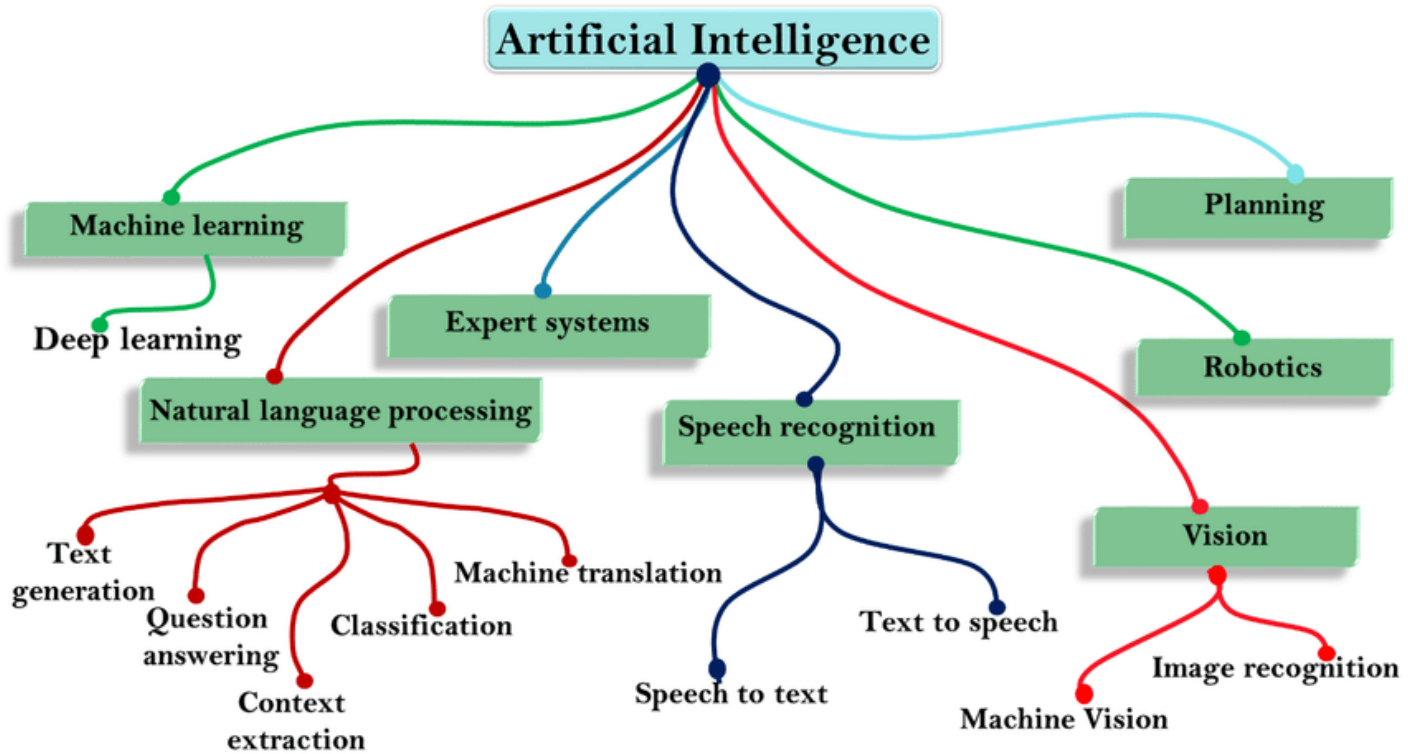 Artificial Intelligence
Machine learning
Planning
Deep learning
Expert systems
Robotics
Natural language processing
Speech recognition
Vision
Text
generation
Question
answering
Context
extraction
Classification
Machine translation
Speech to text
Text to speech
Machine Vision
Image recognition